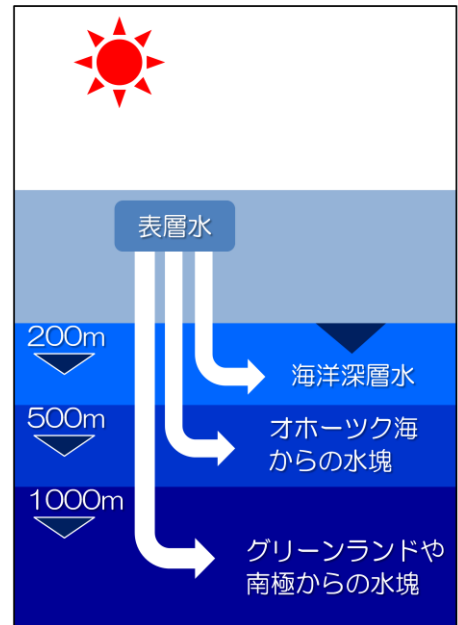 表層水
200m
海洋深層水
500m
オホーツク海
からの水塊
1000m
グリーンランドや
南極からの水塊